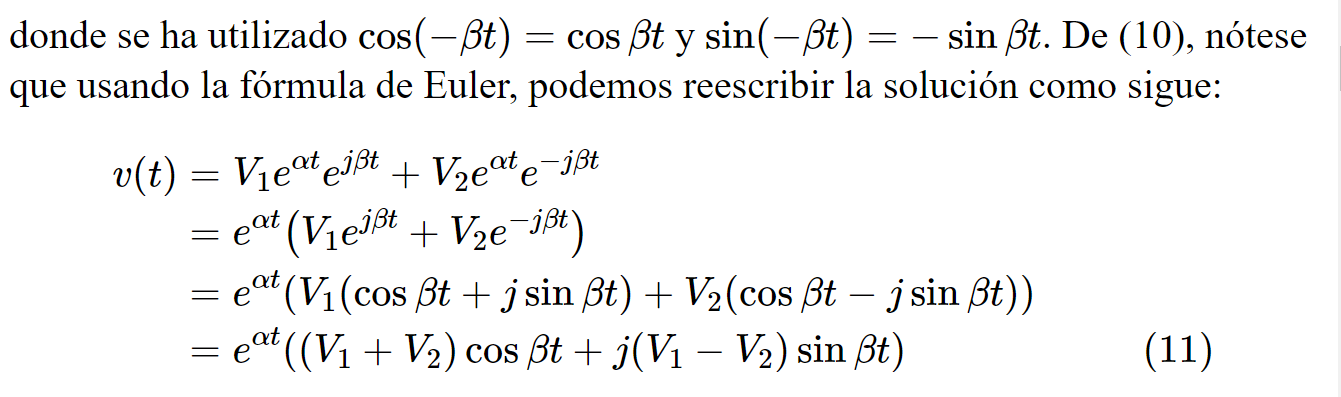 donde se ha utilizado cos(−βt) = cos βt y sin(−βt) = − sin βt. De (10), nótese
que usando la fórmula de Euler, podemos reescribir la solución como sigue:
v(t) = V₁e^{αt}e^{jβt} + V₂e^{αt}e^{−jβt}
= e^{αt}(V₁e^{jβt} + V₂e^{−jβt})
= e^{αt}(V₁(cos βt + j sin βt) + V₂(cos βt − j sin βt))
= e^{αt}((V₁ + V₂) cos βt + j(V₁ − V₂) sin βt) (11)